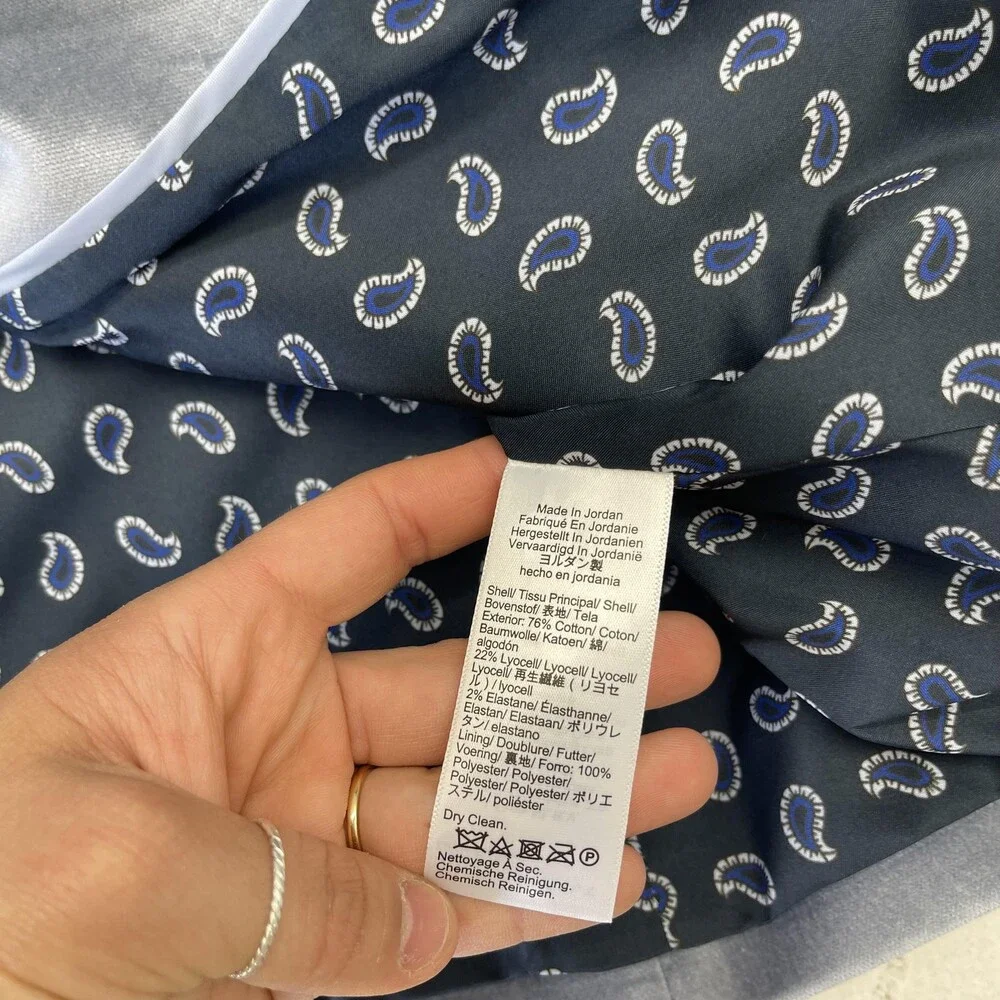 Made In Jordan
Fabriqué En Jordanie
Hergestellt In Jordanien
Vervaardigd In Jordanië
ヨルダン製
hecho en jordania
Shell/ Tissu Principal/ Shell/
Bovenstof/ 表地/ Tela
Exterior: 76% Cotton/ Coton/
Baumwolle/ Katoen/ 綿/
algodón
22% Lyocell/ Lyocell/ Lyocell/
Lyocell/ 再生繊維 ( リヨセ
ル ) / lyocell
2% Elastane/ Élasthanne/
Elastan/ Elastaan/ ポリウレ
タン/ elastano
Lining/ Doublure/ Futter/
Voering/ 裏地/ Forro: 100%
Polyester/ Polyester/
Polyester/ Polyester/ ポリエ
ステル/ poliéster
Dry Clean.
P
Nettoyage À Sec.
Chemische Reinigung.
Chemisch Reinigen.